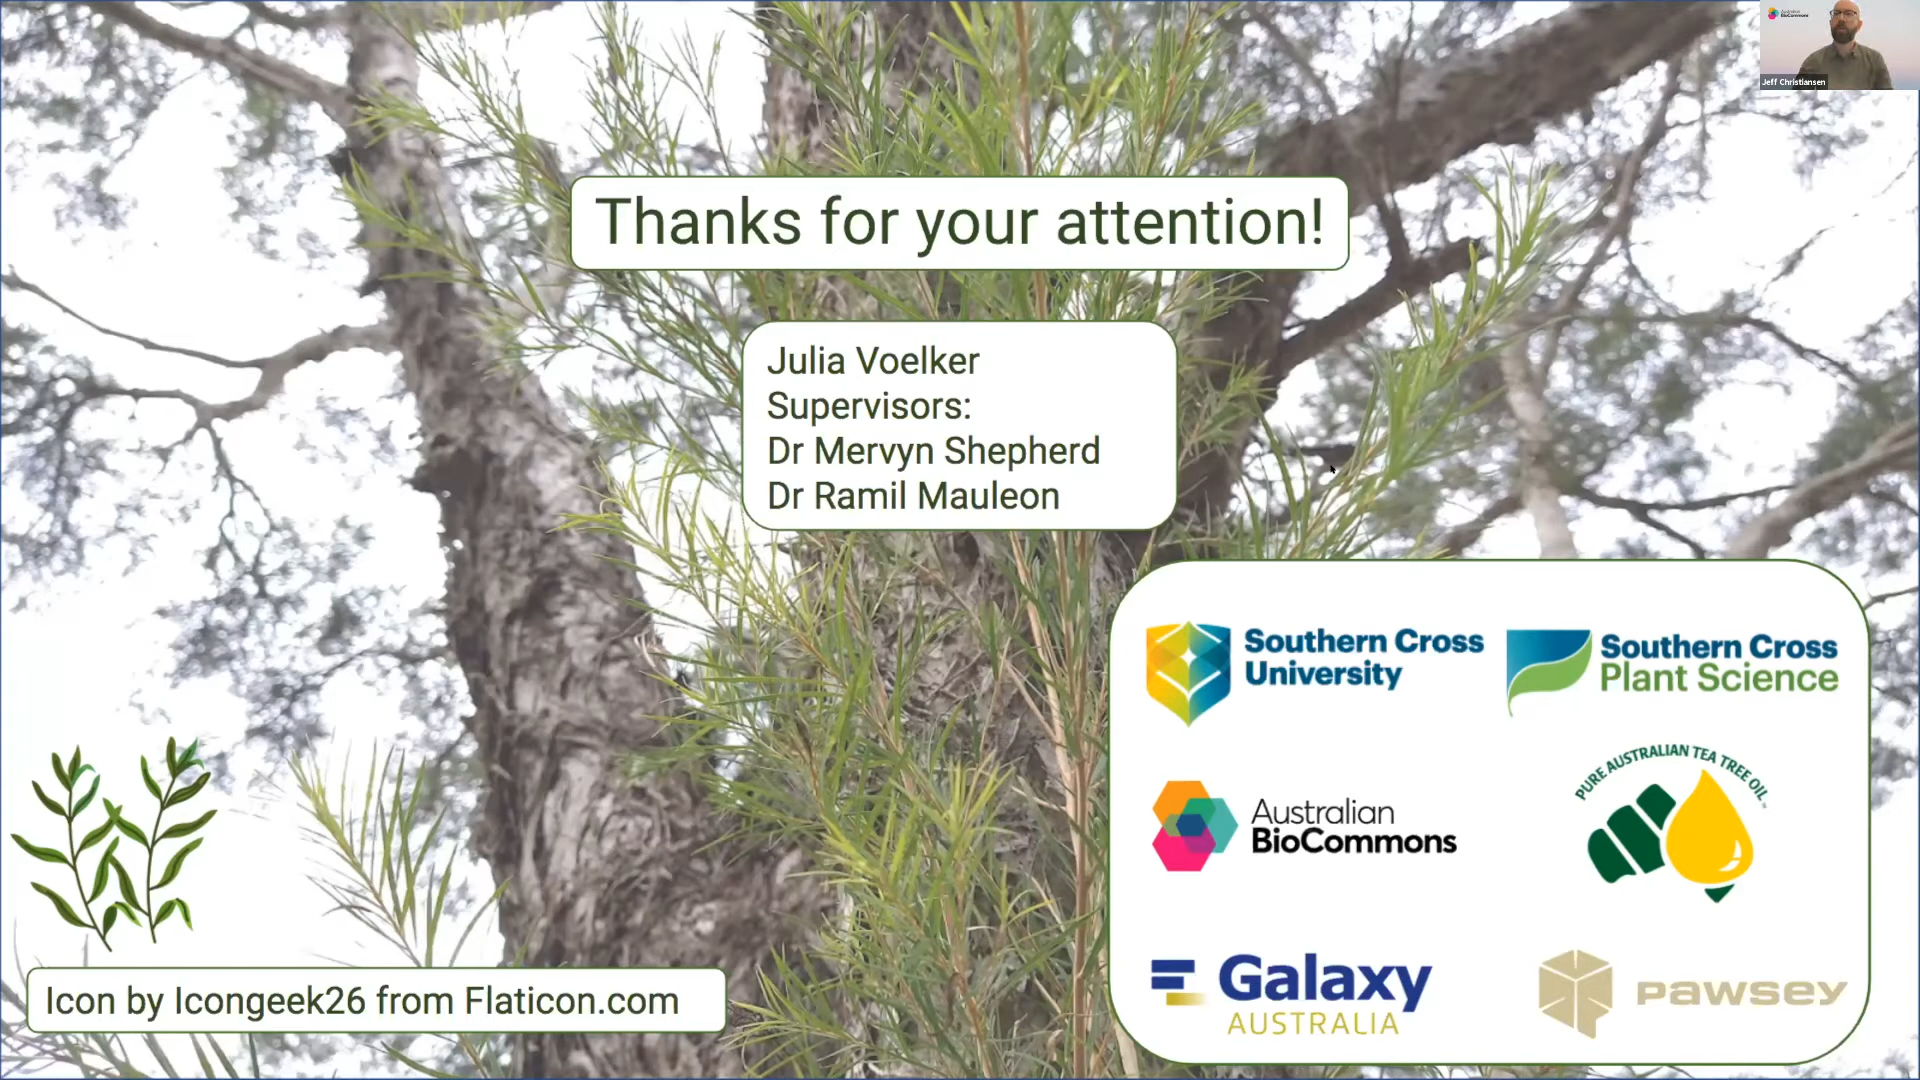 Australian
BioCommons
Jeff Christiansen
Thanks for your attention!
Julia Voelker
Supervisors:
Dr Mervyn Shepherd
Dr Ramil Mauleon
Southern Cross
University
Southern Cross
Plant Science
Australian
BioCommons
PURE AUSTRALIAN TEA TREE OIL
Galaxy
AUSTRALIA
PAWSEY
Icon by Icongeek26 from Flaticon.com